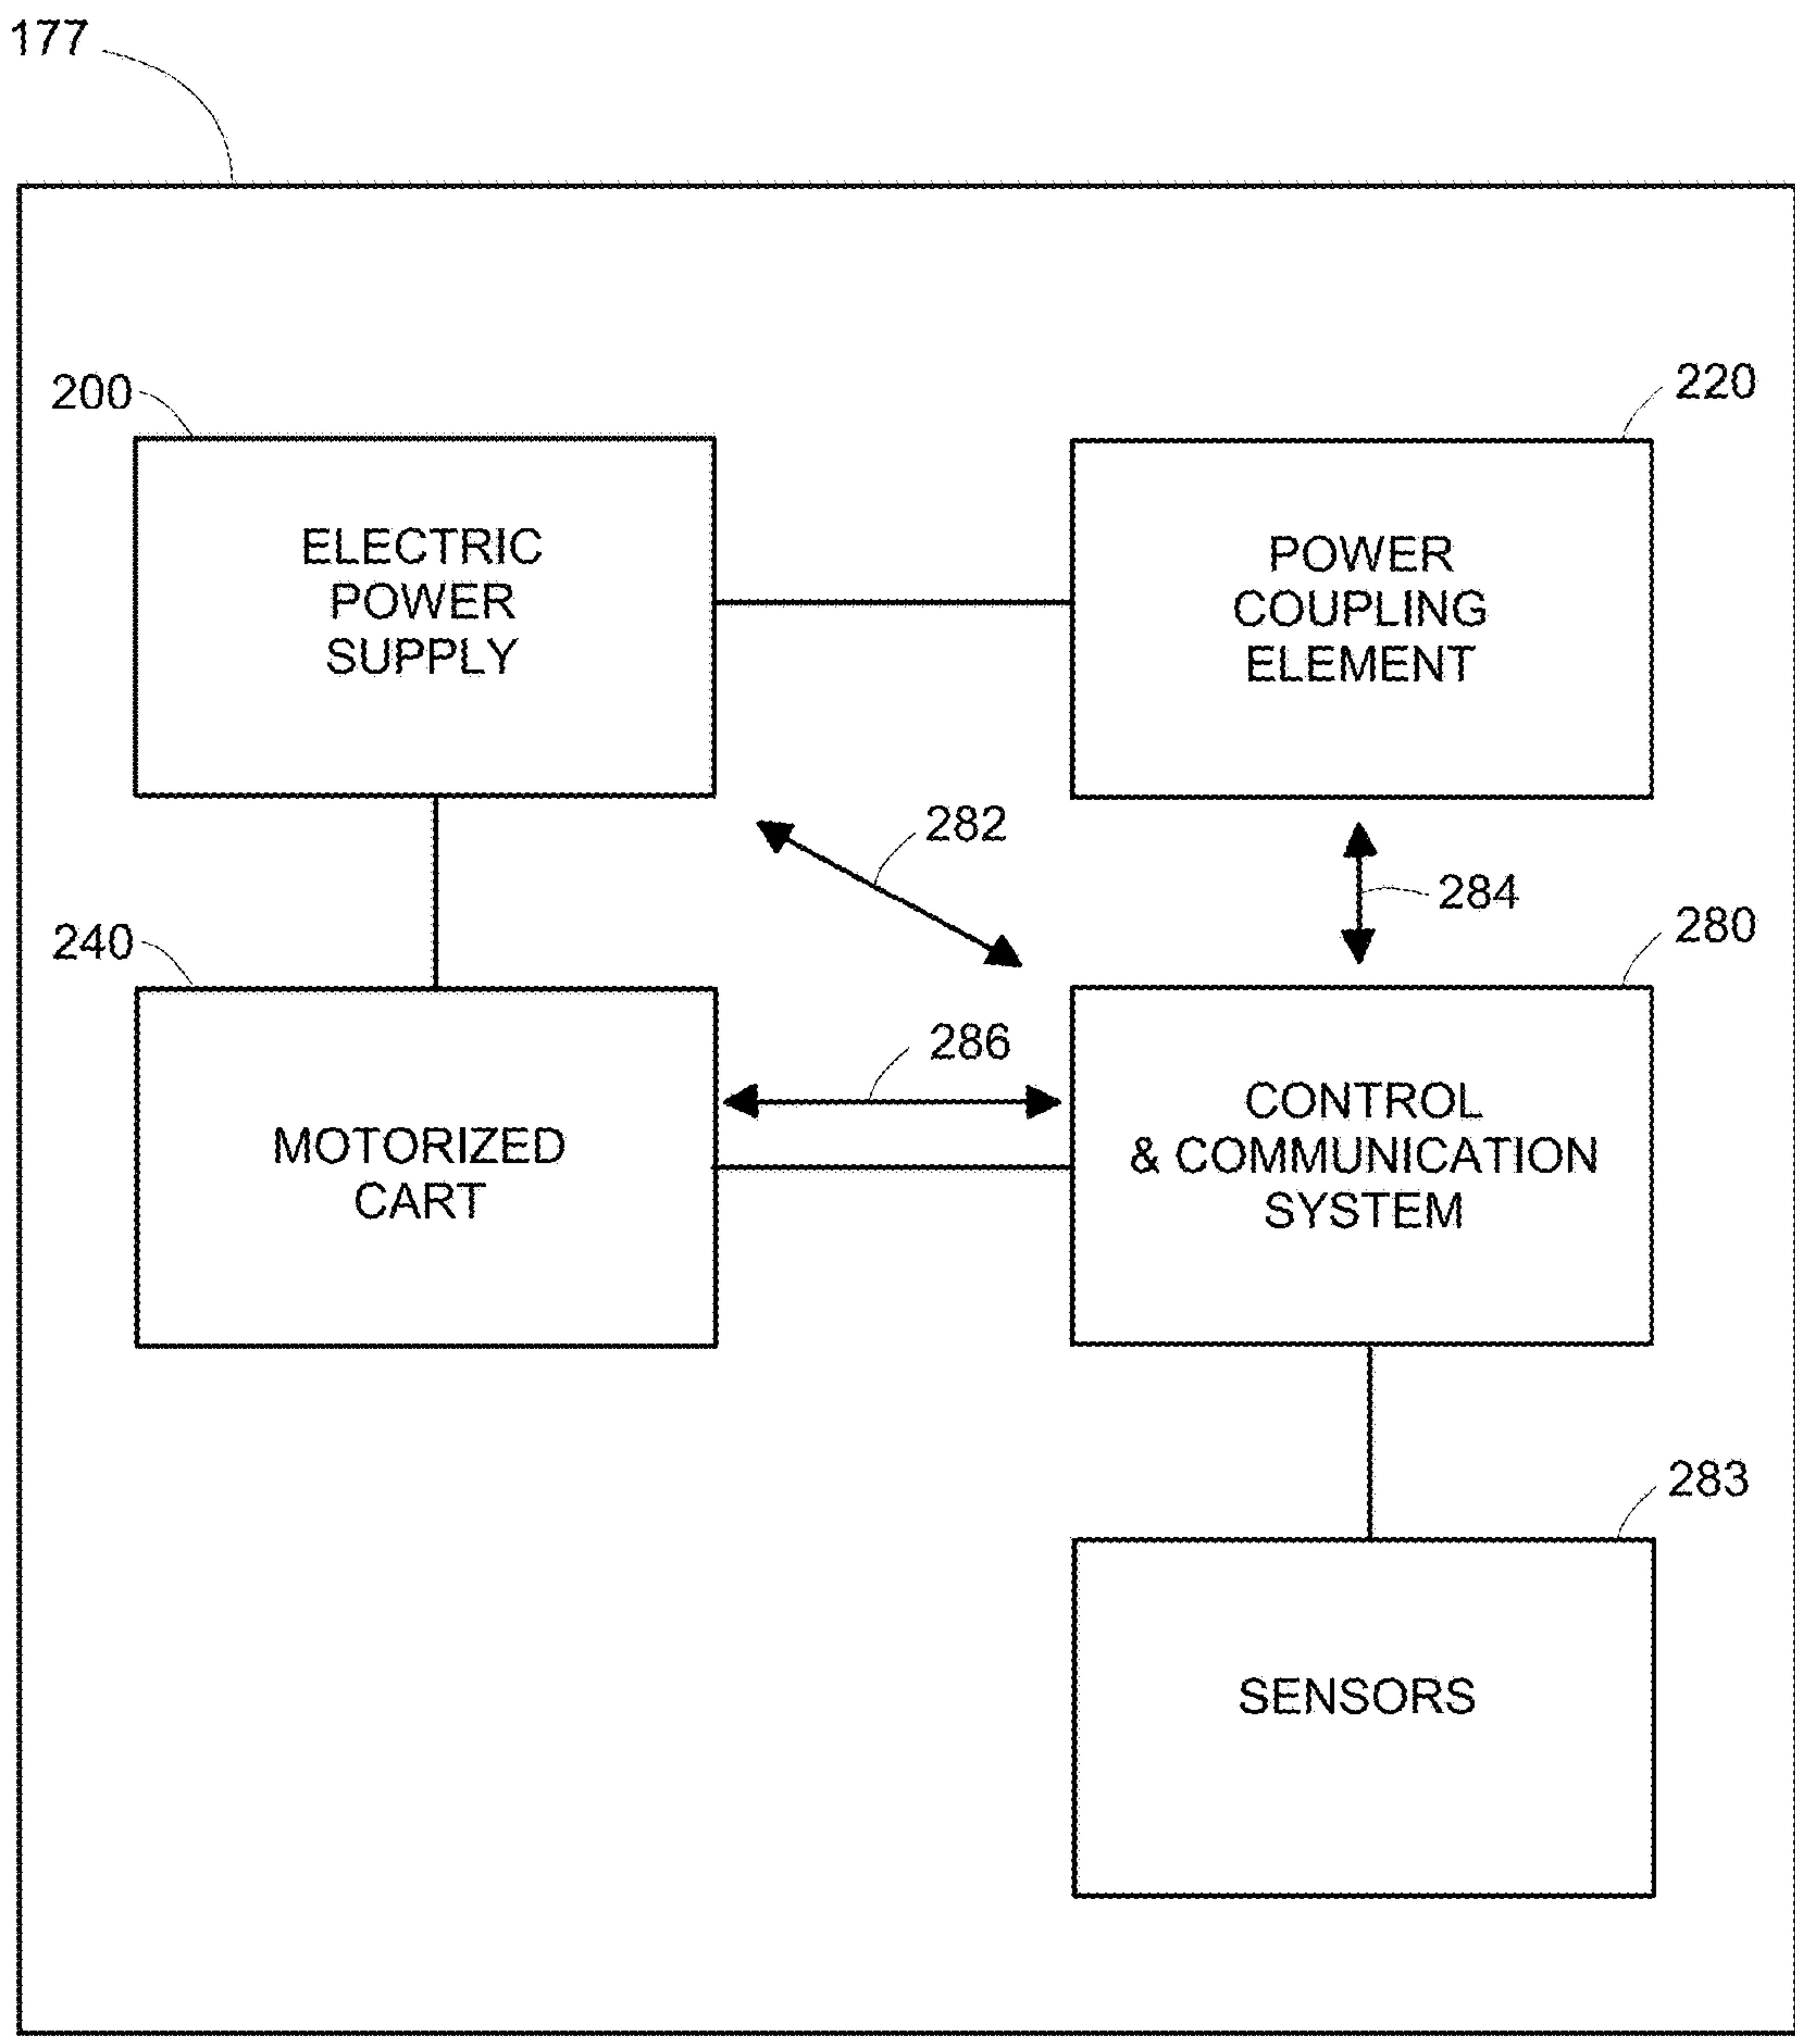 177
200
220
ELECTRIC
POWER
SUPPLY
POWER
COUPLING
ELEMENT
282
284
240
280
286
MOTORIZED
CART
CONTROL
& COMMUNICATION
SYSTEM
283
SENSORS